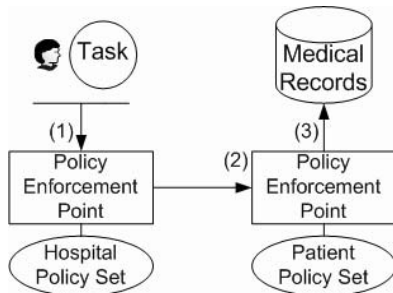 Task
Medical
Records
(1)
(2)
(3)
Policy
Enforcement
Point
Policy
Enforcement
Point
Hospital
Policy Set
Patient
Policy Set